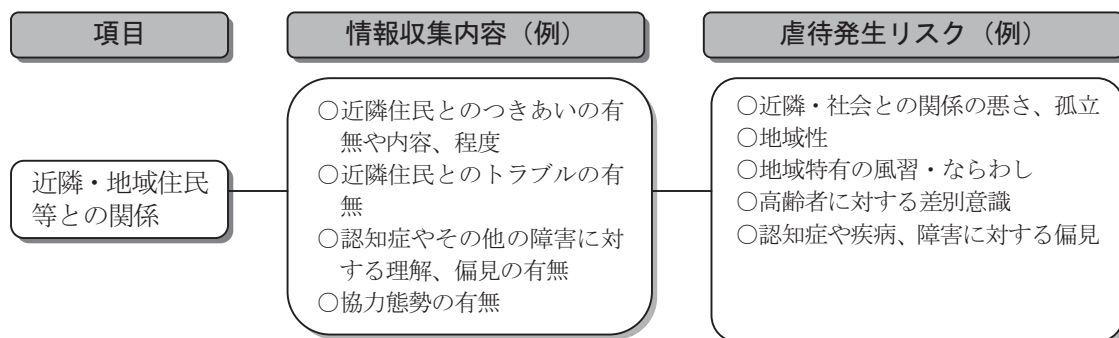 項目
情報収集内容（例）
虐待発生リスク（例）
近隣・地域住民
等との関係
○近隣住民とのつきあいの有
無や内容、程度
○近隣住民とのトラブルの有
無
○認知症やその他の障害に対
する理解、偏見の有無
○協力態勢の有無
○近隣・社会との関係の悪さ、孤立
○地域性
○地域特有の風習・ならわし
○高齢者に対する差別意識
○認知症や疾病、障害に対する偏見